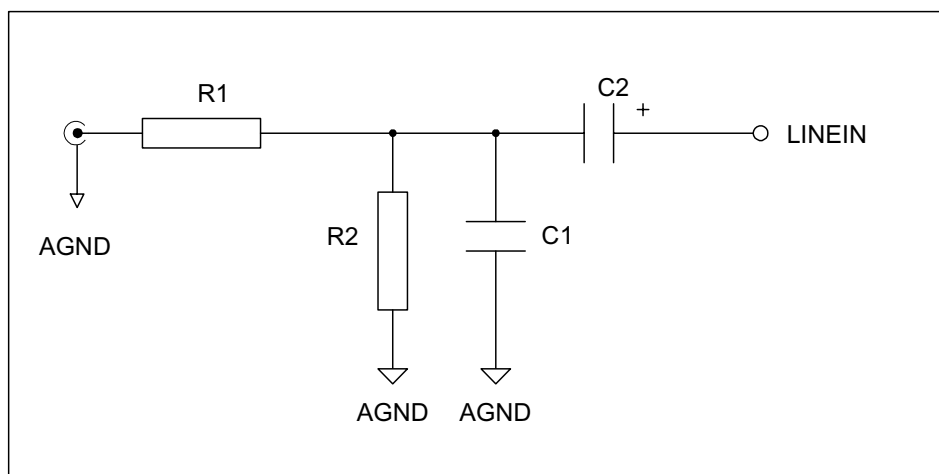 R1
C2
+
LINEIN
AGND
R2
C1
AGND
AGND